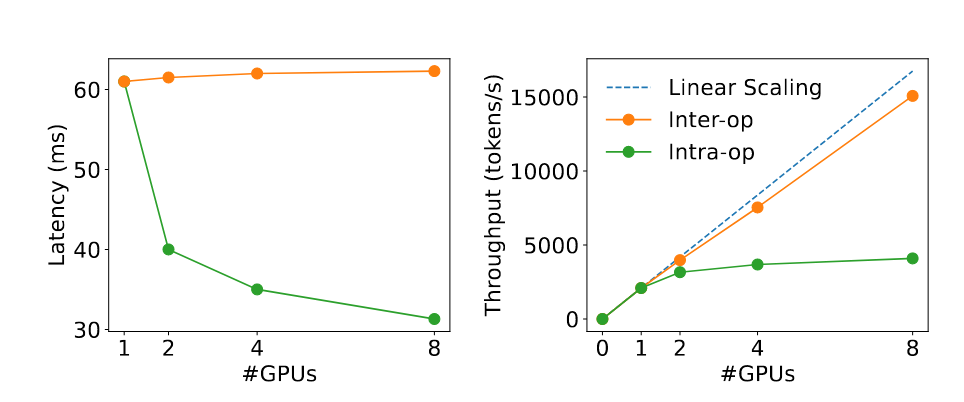 Latency (ms)
60
50
40
30
1 2 4 8
#GPUs
Throughput (tokens/s)
15000
10000
5000
0
Linear Scaling
Inter-op
Intra-op
0 1 2 4 8
#GPUs